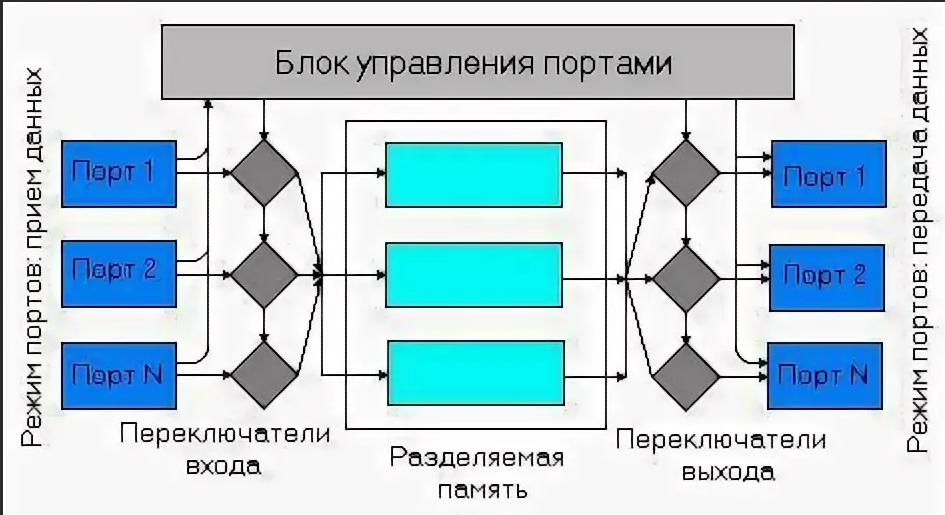 Блок управления портами
Режим портов: прием данных
Порт 1
Порт 2
Порт N
Переключатели
входа
Разделяемая
память
Переключатели
выхода
Порт 1
Порт 2
Порт N
Режим портов: передача данных